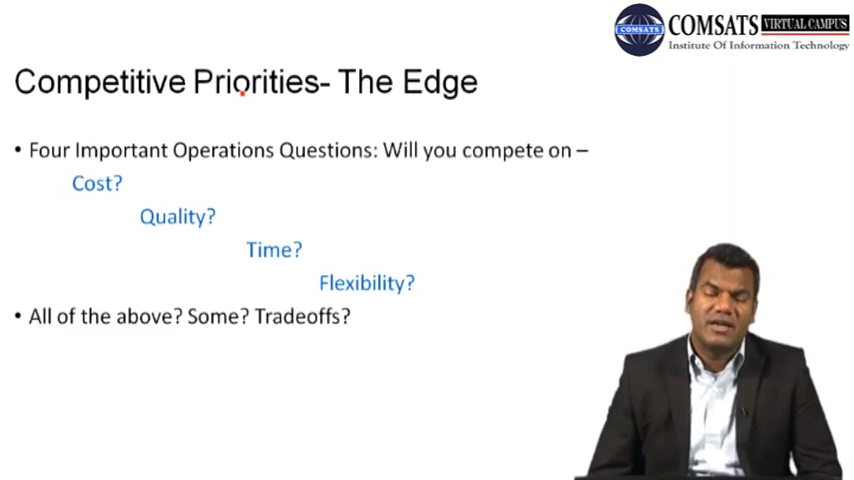 COMSATS VIRTUAL CAMPUS
COMSATS
Institute Of Information Technology
Competitive Priorities- The Edge
• Four Important Operations Questions: Will you compete on –
Cost?
Quality?
Time?
Flexibility?
• All of the above? Some? Tradeoffs?